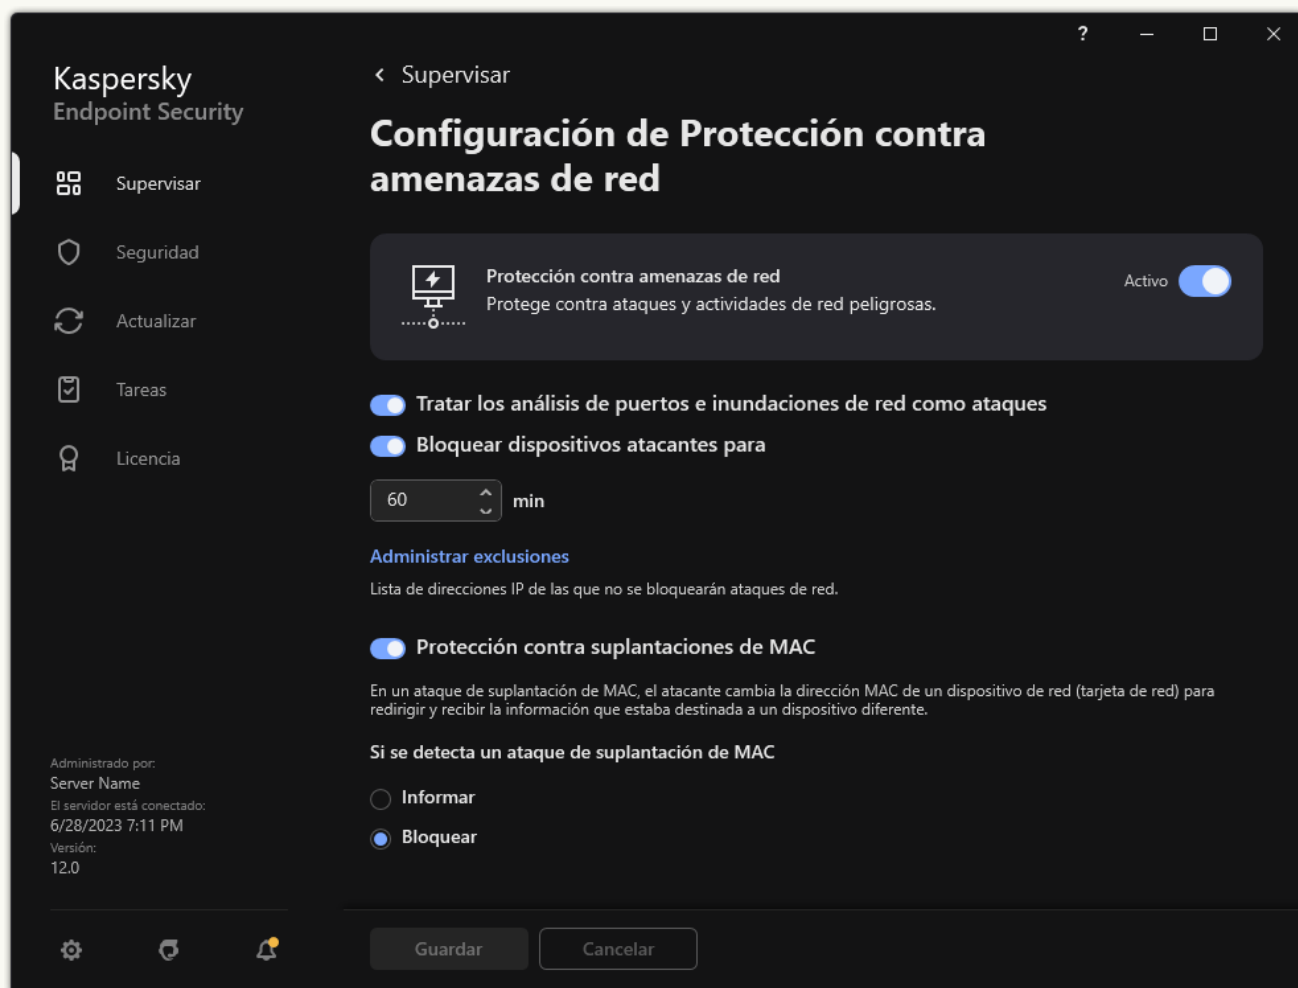 ?
Kaspersky
Endpoint Security
Supervisar
Seguridad
Actualizar
Tareas
Licencia
Administrado por:
Server Name
El servidor está conectado:
6/28/2023 7:11 PM
Versión:
12.0
Supervisar
Configuración de Protección contra
amenazas de red
Protección contra amenazas de red
Protege contra ataques y actividades de red peligrosas.
Activo
Tratar los análisis de puertos e inundaciones de red como ataques
Bloquear dispositivos atacantes para
60 min
Administrar exclusiones
Lista de direcciones IP de las que no se bloquearán ataques de red.
Protección contra suplantaciones de MAC
En un ataque de suplantación de MAC, el atacante cambia la dirección MAC de un dispositivo de red (tarjeta de red) para
redirigir y recibir la información que estaba destinada a un dispositivo diferente.
Si se detecta un ataque de suplantación de MAC
Informar
Bloquear
Guardar
Cancelar